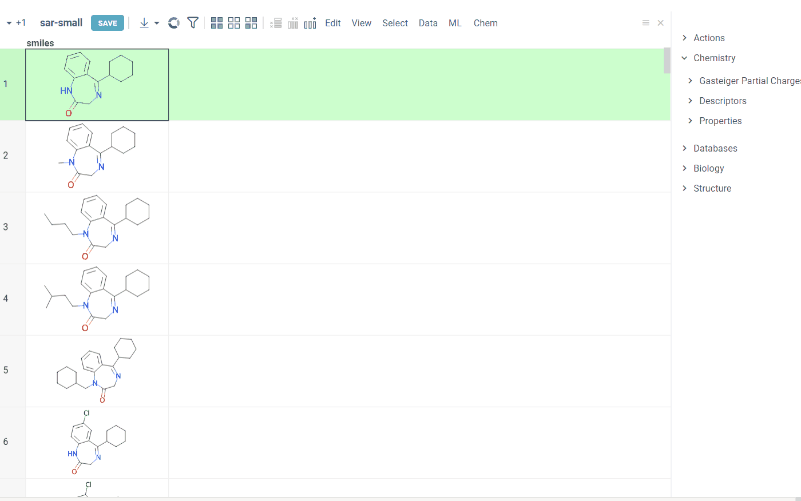 +1 sar-small SAVE Edit View Select Data ML Chem
smiles
Actions
Chemistry
Gasteiger Partial Charges
Descriptors
Properties
Databases
Biology
Structure
1
HN
N
O
2
N
N
O
3
N
N
O
4
N
N
O
5
N
N
O
6
Cl
HN
N
O
Cl